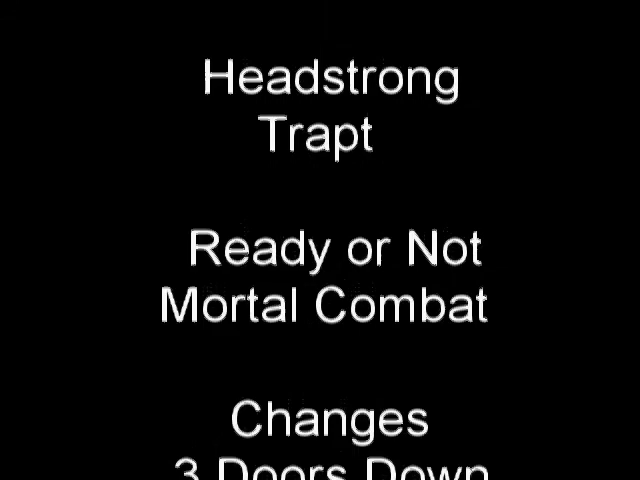 Headstrong
Trapt
Ready or Not
Mortal Combat
Changes
3 Doors Down